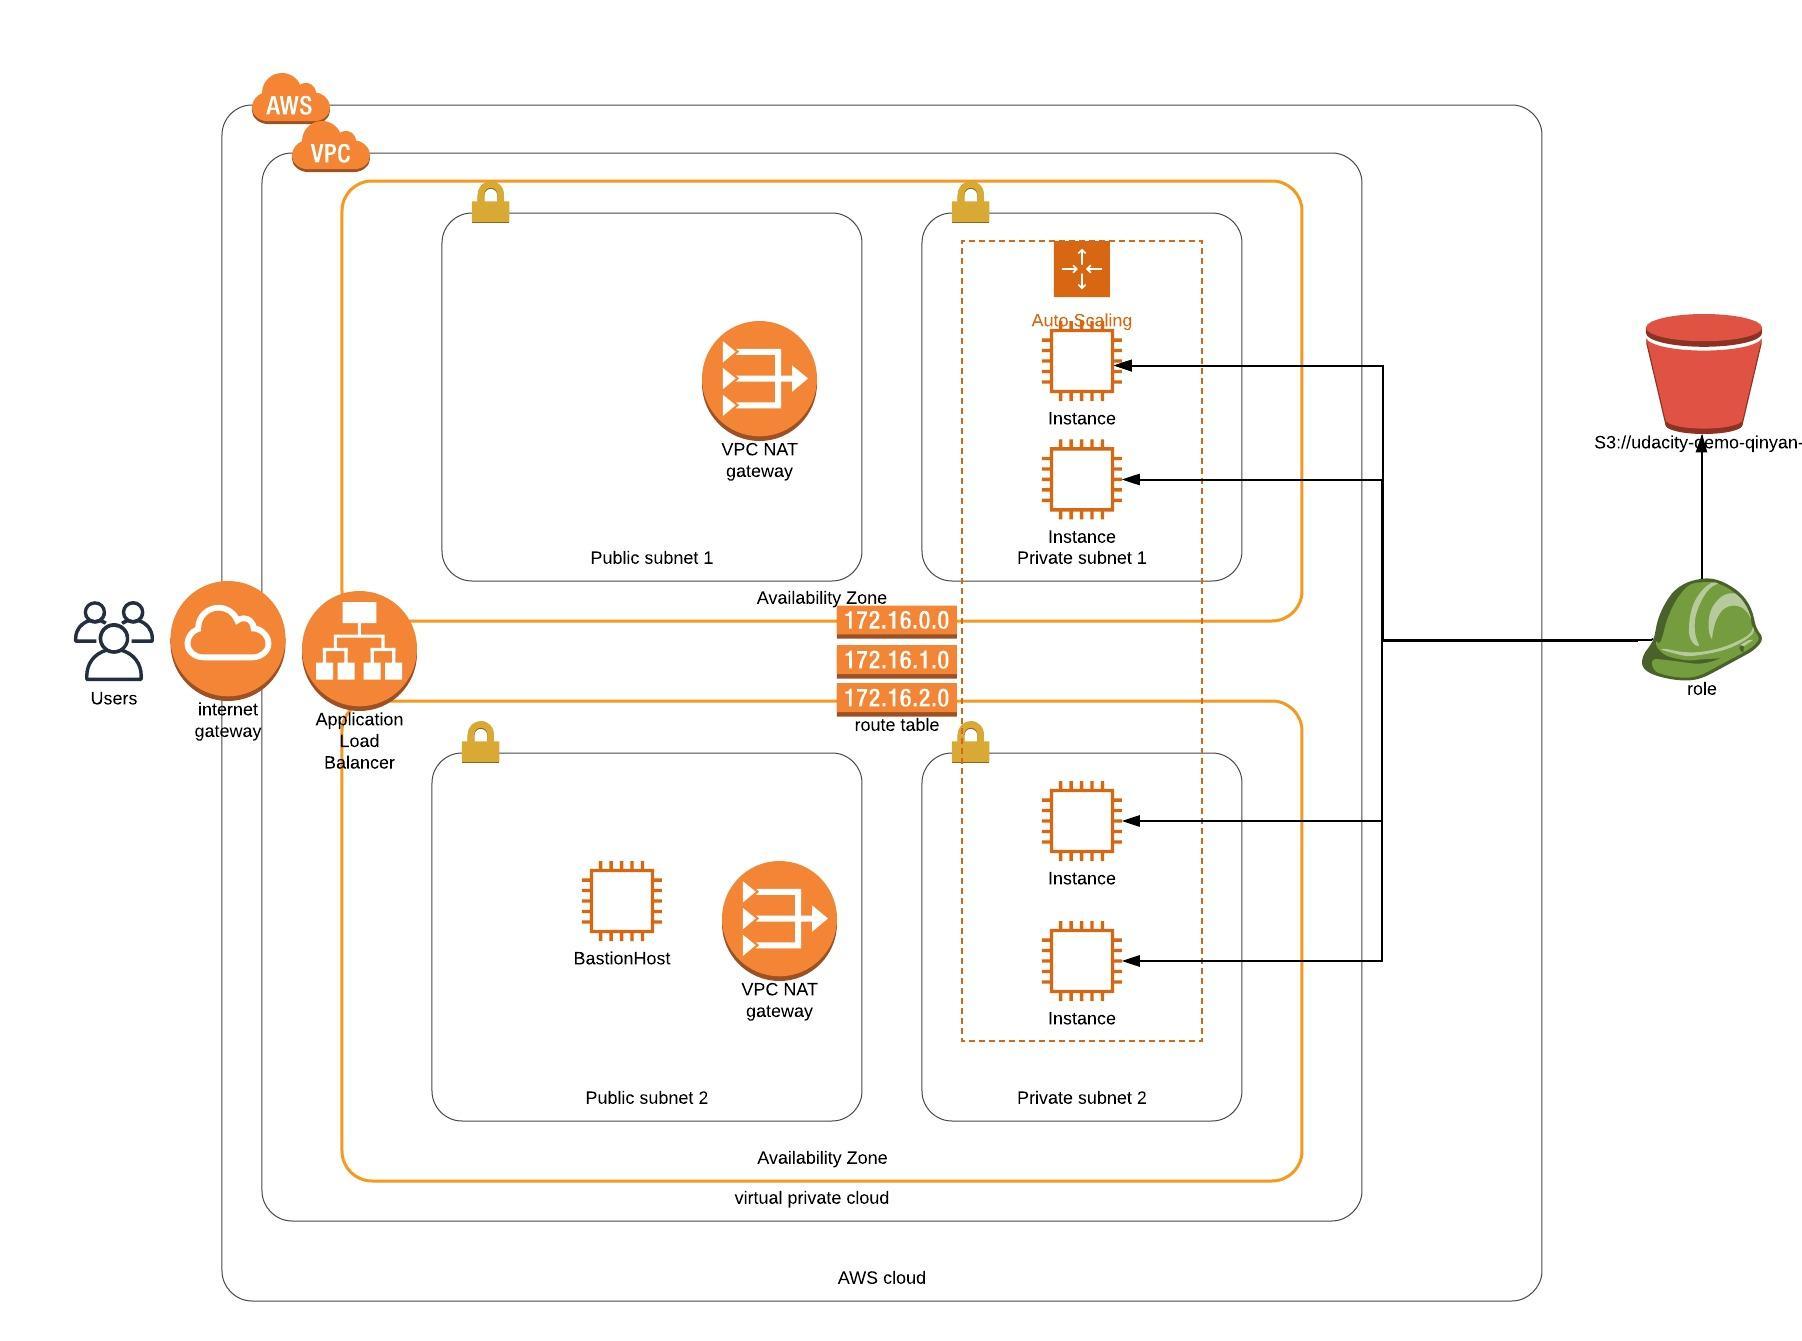 AWS
VPC
Auto Scaling
Instance
VPC NAT
gateway
Instance
Public subnet 1
Private subnet 1
S3://udacity-demo-qinyan-
Availability Zone
172.16.0.0
172.16.1.0
172.16.2.0
route table
Users
internet
gateway
Application
Load
Balancer
role
Instance
BastionHost
VPC NAT
gateway
Instance
Public subnet 2
Private subnet 2
Availability Zone
virtual private cloud
AWS cloud